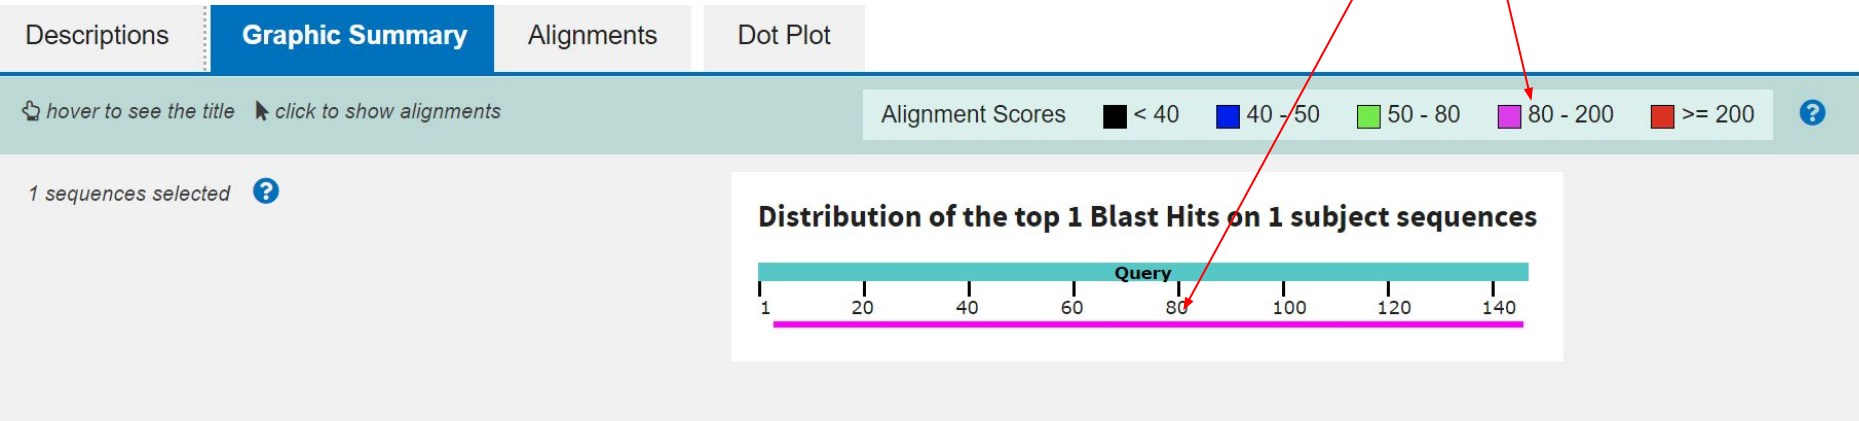 Descriptions Graphic Summary Alignments Dot Plot
hover to see the title click to show alignments Alignment Scores < 40 40 - 50 50 - 80 80 - 200 >= 200 ?
1 sequences selected ?
Distribution of the top 1 Blast Hits on 1 subject sequences
Query
1 20 40 60 80 100 120 140